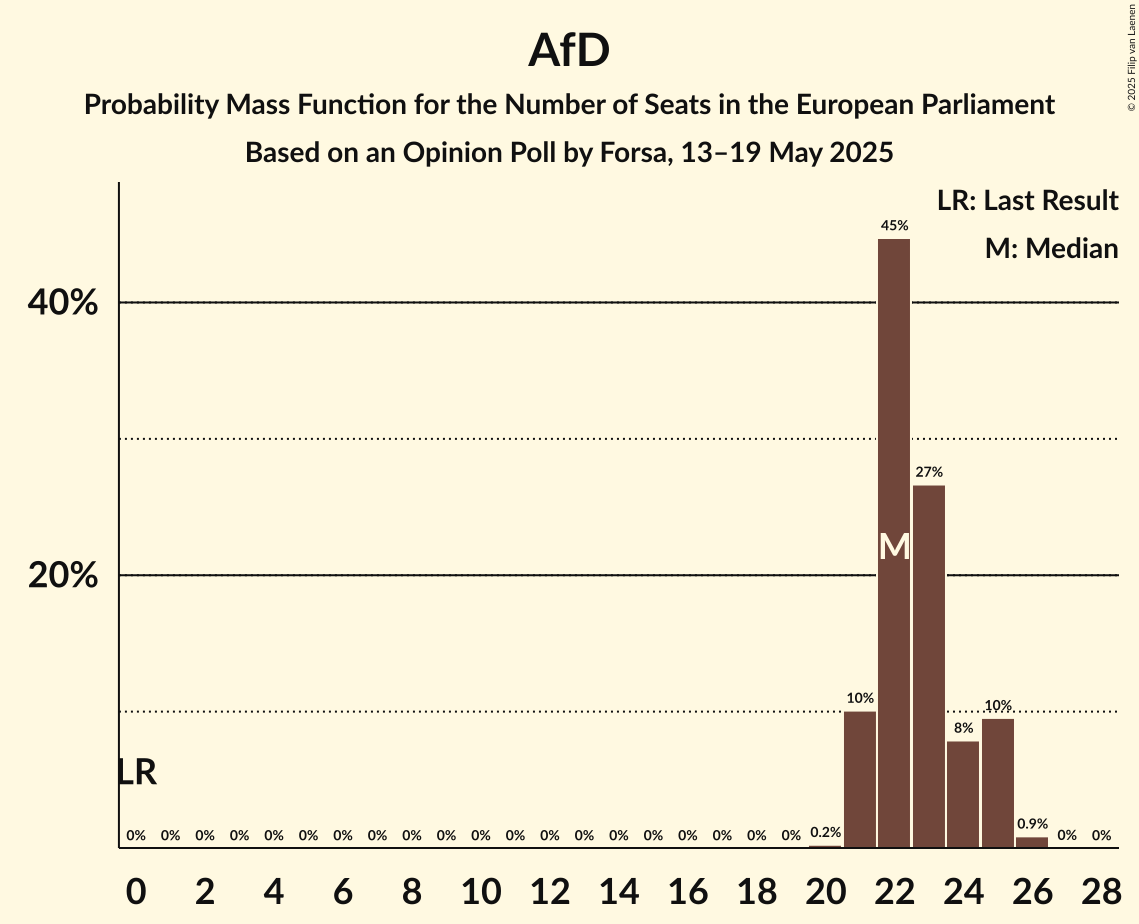 AfD
Probability Mass Function for the Number of Seats in the European Parliament
Based on an Opinion Poll by Forsa, 13–19 May 2025
© 2025 Filip van Laenen
LR: Last Result
M: Median
45%
40%
27%
M
20%
10%
10%
8%
LR
0% 0% 0% 0% 0% 0% 0% 0% 0% 0% 0% 0% 0% 0% 0% 0% 0% 0% 0% 0% 0.2% 0.9% 0% 0%
0 2 4 6 8 10 12 14 16 18 20 22 24 26 28